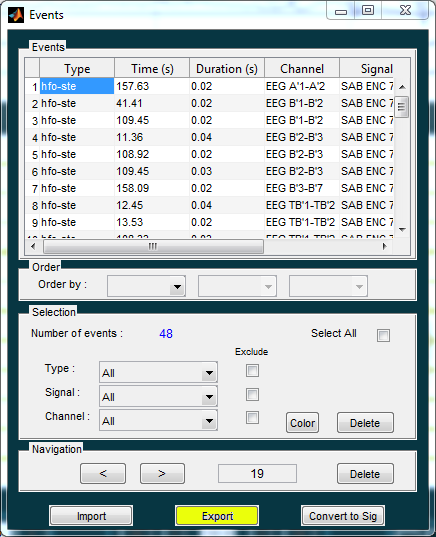 Events
Events
Type Time (s) Duration (s) Channel Signal
1 hfo-ste 157.63 0.02 EEG A'1-A'2 SAB ENC 7
2 hfo-ste 41.41 0.02 EEG B'1-B'2 SAB ENC 7
3 hfo-ste 109.45 0.02 EEG B'1-B'2 SAB ENC 7
4 hfo-ste 11.36 0.04 EEG B'2-B'3 SAB ENC 7
5 hfo-ste 108.92 0.02 EEG B'2-B'3 SAB ENC 7
6 hfo-ste 109.45 0.03 EEG B'2-B'3 SAB ENC 7
7 hfo-ste 158.09 0.02 EEG B'3-B'7 SAB ENC 7
8 hfo-ste 12.45 0.04 EEG TB'1-TB'2 SAB ENC 7
9 hfo-ste 13.53 0.02 EEG TB'1-TB'2 SAB ENC 7
Order
Order by :
Selection
Number of events : 48 Select All
Exclude
Type : All
Signal : All
Channel : All
Color Delete
Navigation
< > 19 Delete
Import Export Convert to Sig